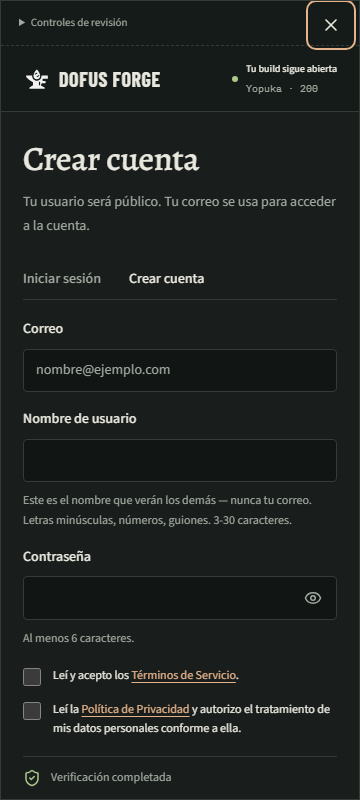 Controles de revisión
DOFUS FORGE
Tu build sigue abierta
Yopuka · 200
Crear cuenta
Tu usuario será público. Tu correo se usa para acceder
a la cuenta.
Iniciar sesión
Crear cuenta
Correo
nombre@ejemplo.com
Nombre de usuario
Este es el nombre que verán los demás — nunca tu correo.
Letras minúsculas, números, guiones. 3-30 caracteres.
Contraseña
Al menos 6 caracteres.
Leí y acepto los Términos de Servicio.
Leí la Política de Privacidad y autorizo el tratamiento de
mis datos personales conforme a ella.
Verificación completada